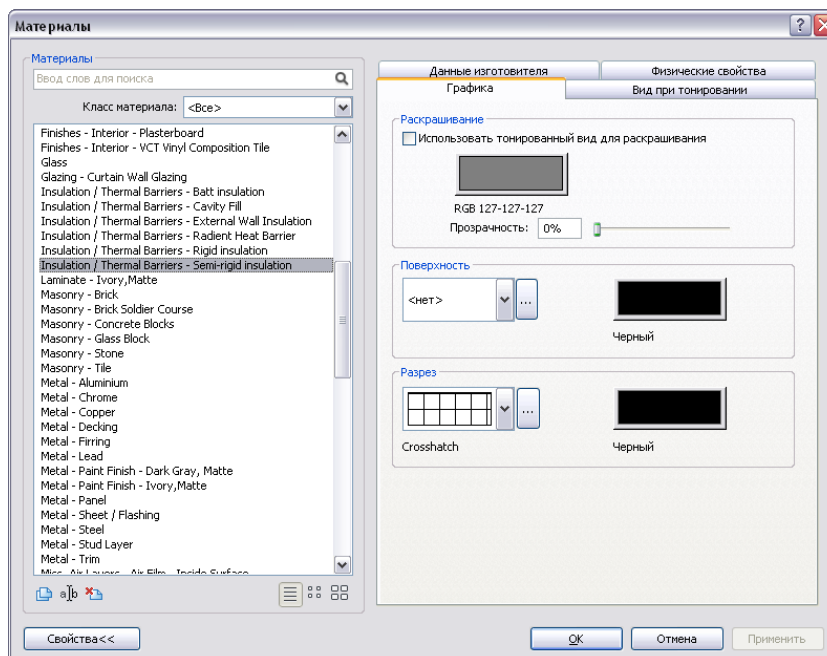 Материалы
Материалы
Ввод слов для поиска
Класс материала: <Все>
Finishes - Interior - Plasterboard
Finishes - Interior - VCT Vinyl Composition Tile
Glass
Glazing - Curtain Wall Glazing
Insulation / Thermal Barriers - Batt insulation
Insulation / Thermal Barriers - Cavity Fill
Insulation / Thermal Barriers - External Wall Insulation
Insulation / Thermal Barriers - Radient Heat Barrier
Insulation / Thermal Barriers - Rigid insulation
Insulation / Thermal Barriers - Semi-rigid insulation
Laminate - Ivory,Matte
Masonry - Brick
Masonry - Brick Soldier Course
Masonry - Concrete Blocks
Masonry - Glass Block
Masonry - Stone
Masonry - Tile
Metal - Aluminium
Metal - Chrome
Metal - Copper
Metal - Decking
Metal - Firring
Metal - Lead
Metal - Paint Finish - Dark Gray, Matte
Metal - Paint Finish - Ivory,Matte
Metal - Panel
Metal - Sheet / Flashing
Metal - Steel
Metal - Stud Layer
Metal - Trim
Misc. Air Layers - Air Film - Inside Surface
Свойства<<
Данные изготовителя
Физические свойства
Графика
Вид при тонировании
Раскрашивание
Использовать тонированный вид для раскрашивания
RGB 127-127-127
Прозрачность: 0%
Поверхность
<нет>
...
Черный
Разрез
...
Crosshatch
Черный
OK
Отмена
Применить